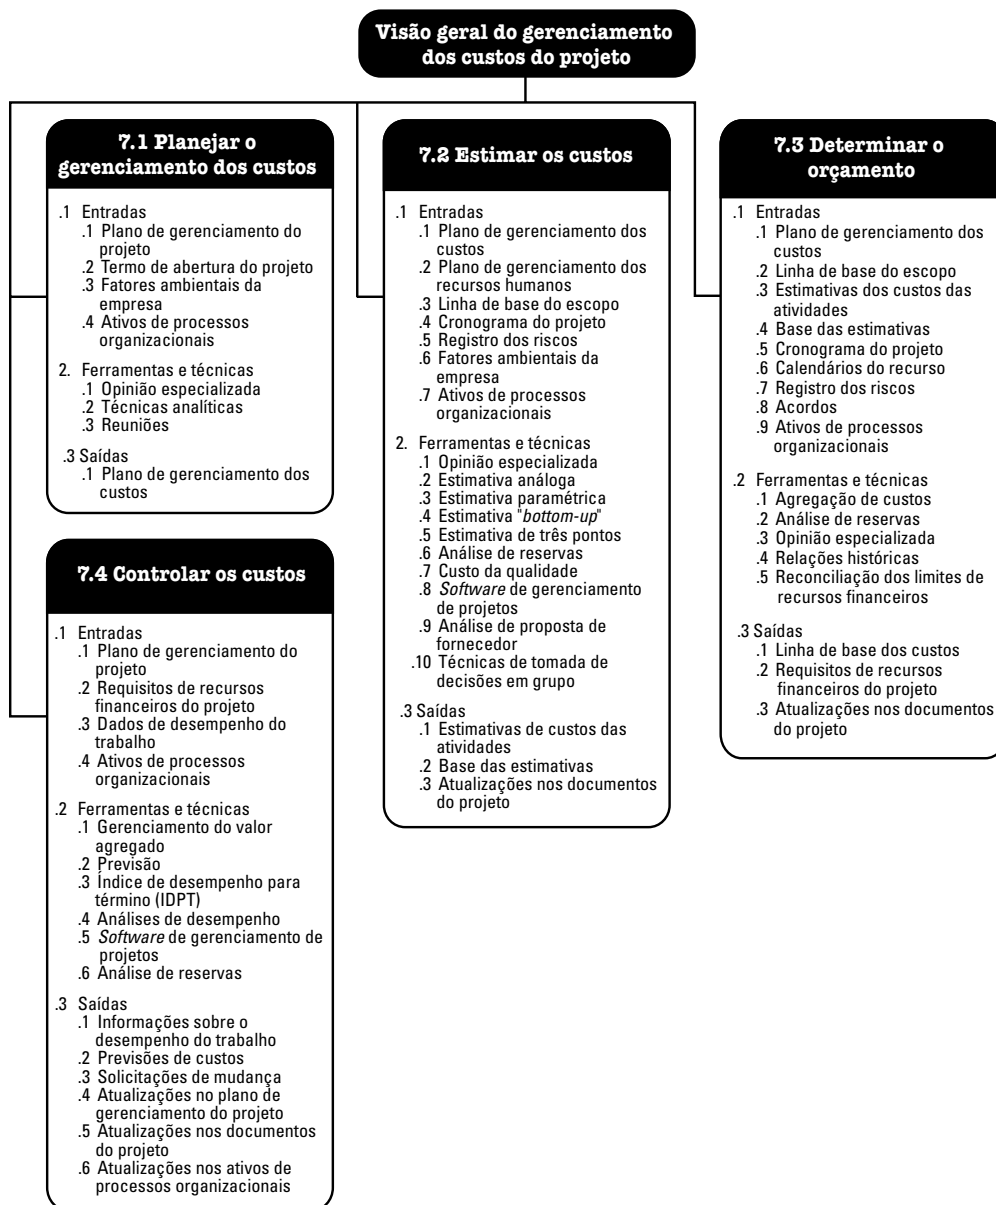 Visão geral do gerenciamento
dos custos do projeto
7.1 Planejar o
gerenciamento dos custos
.1 Entradas
.1 Plano de gerenciamento do
projeto
.2 Termo de abertura do projeto
.3 Fatores ambientais da
empresa
.4 Ativos de processos
organizacionais
2. Ferramentas e técnicas
.1 Opinião especializada
.2 Técnicas analíticas
.3 Reuniões
.3 Saídas
.1 Plano de gerenciamento dos
custos
7.2 Estimar os custos
.1 Entradas
.1 Plano de gerenciamento dos
custos
.2 Plano de gerenciamento dos
recursos humanos
.3 Linha de base do escopo
.4 Cronograma do projeto
.5 Registro dos riscos
.6 Fatores ambientais da
empresa
.7 Ativos de processos
organizacionais
2. Ferramentas e técnicas
.1 Opinião especializada
.2 Estimativa análoga
.3 Estimativa paramétrica
.4 Estimativa "bottom-up"
.5 Estimativa de três pontos
.6 Análise de reservas
.7 Custo da qualidade
.8 Software de gerenciamento
de projetos
.9 Análise de proposta de
fornecedor
.10 Técnicas de tomada de
decisões em grupo
.3 Saídas
.1 Estimativas de custos das
atividades
.2 Base das estimativas
.3 Atualizações nos documentos
do projeto
7.3 Determinar o
orçamento
.1 Entradas
.1 Plano de gerenciamento dos
custos
.2 Linha de base do escopo
.3 Estimativas dos custos das
atividades
.4 Base das estimativas
.5 Cronograma do projeto
.6 Calendários do recurso
.7 Registro dos riscos
.8 Acordos
.9 Ativos de processos
organizacionais
.2 Ferramentas e técnicas
.1 Agregação de custos
.2 Análise de reservas
.3 Opinião especializada
.4 Relações históricas
.5 Reconciliação dos limites de
recursos financeiros
.3 Saídas
.1 Linha de base dos custos
.2 Requisitos de recursos
financeiros do projeto
.3 Atualizações nos documentos
do projeto
7.4 Controlar os custos
.1 Entradas
.1 Plano de gerenciamento do
projeto
.2 Requisitos de recursos
financeiros do projeto
.3 Dados de desempenho do
trabalho
.4 Ativos de processos
organizacionais
.2 Ferramentas e técnicas
.1 Gerenciamento do valor
agregado
.2 Previsão
.3 Índice de desempenho para
término (IDPT)
.4 Análises de desempenho
.5 Software de gerenciamento de
projetos
.6 Análise de reservas
.3 Saídas
.1 Informações sobre o
desempenho do trabalho
.2 Previsões de custos
.3 Solicitações de mudança
.4 Atualizações no plano de
gerenciamento do projeto
.5 Atualizações nos documentos
do projeto
.6 Atualizações nos ativos de
processos organizacionais